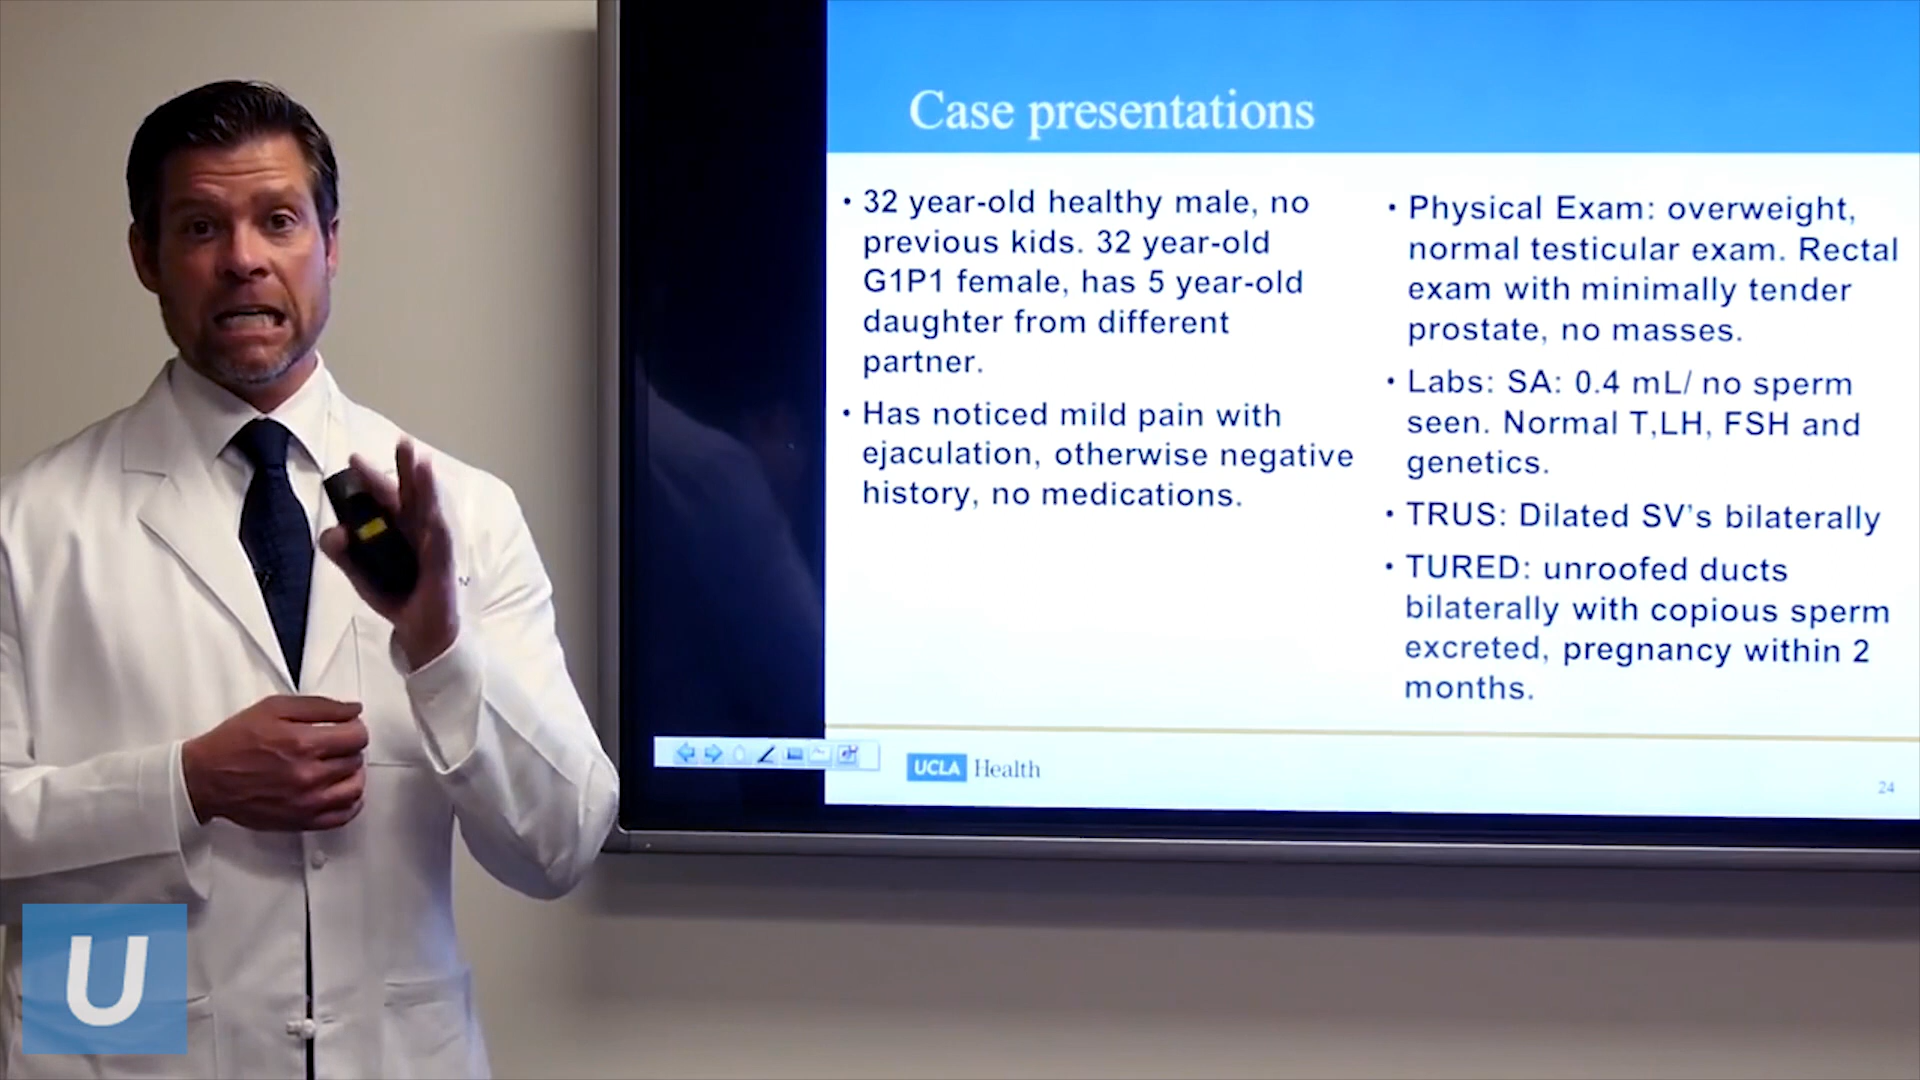 Case presentations
• 32 year-old healthy male, no
previous kids. 32 year-old
G1P1 female, has 5 year-old
daughter from different
partner.
• Has noticed mild pain with
ejaculation, otherwise negative
history, no medications.
• Physical Exam: overweight,
normal testicular exam. Rectal
exam with minimally tender
prostate, no masses.
• Labs: SA: 0.4 mL/ no sperm
seen. Normal T,LH, FSH and
genetics.
• TRUS: Dilated SV's bilaterally
• TURED: unroofed ducts
bilaterally with copious sperm
excreted, pregnancy within 2
months.
UCLA Health
24
U